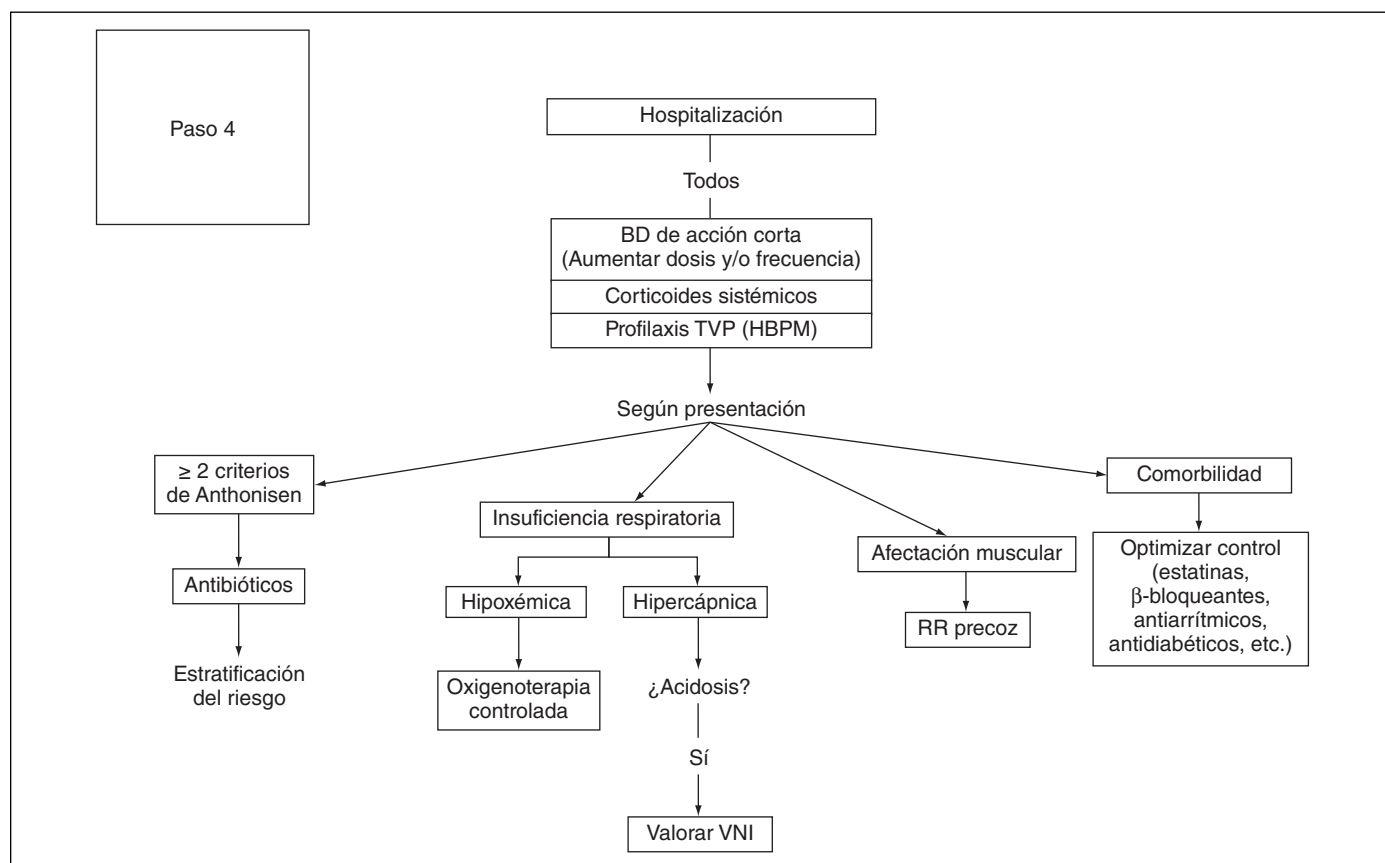 Paso 4
Hospitalización
Todos
BD de acción corta
(Aumentar dosis y/o frecuencia)
Corticoides sistémicos
Profilaxis TVP (HBPM)
Según presentación
≥ 2 criterios
de Anthonisen
Antibióticos
Estratificación
del riesgo
Insuficiencia respiratoria
Hipoxémica
Oxigenoterapia
controlada
Hipercápnica
¿Acidosis?
Sí
Valorar VNI
Afectación muscular
RR precoz
Comorbilidad
Optimizar control
(estatinas,
β-bloqueantes,
antiarrítmicos,
antidiabéticos, etc.)